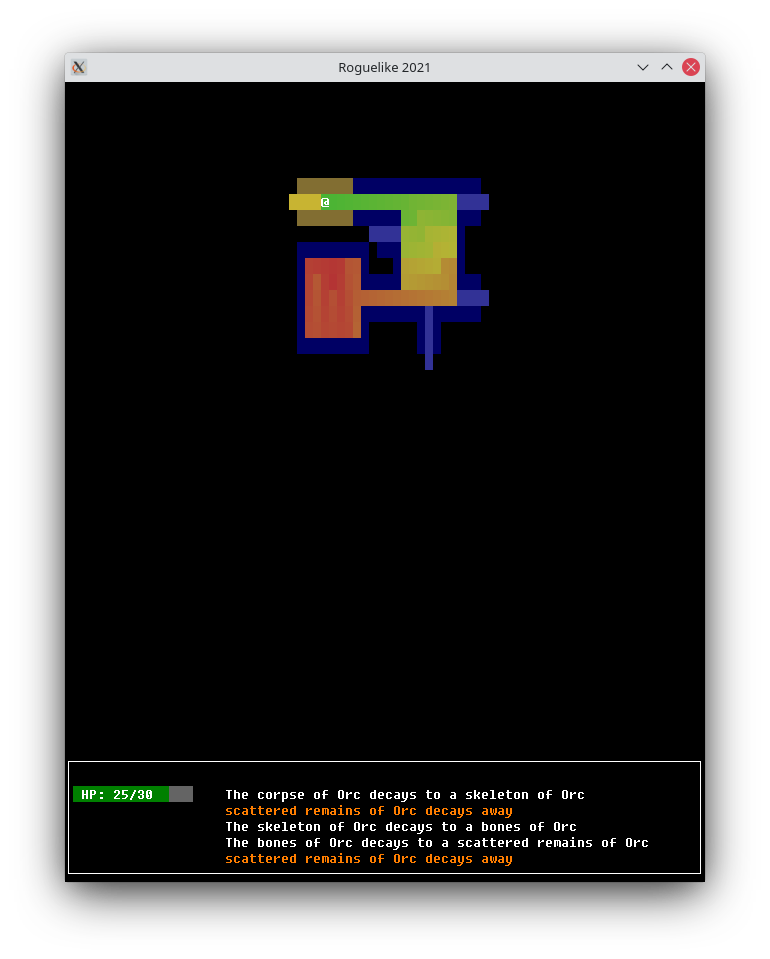 Roguelike 2021
@
HP: 25/30
The corpse of Orc decays to a skeleton of Orc
scattered remains of Orc decays away
The skeleton of Orc decays to a bones of Orc
The bones of Orc decays to a scattered remains of Orc
scattered remains of Orc decays away